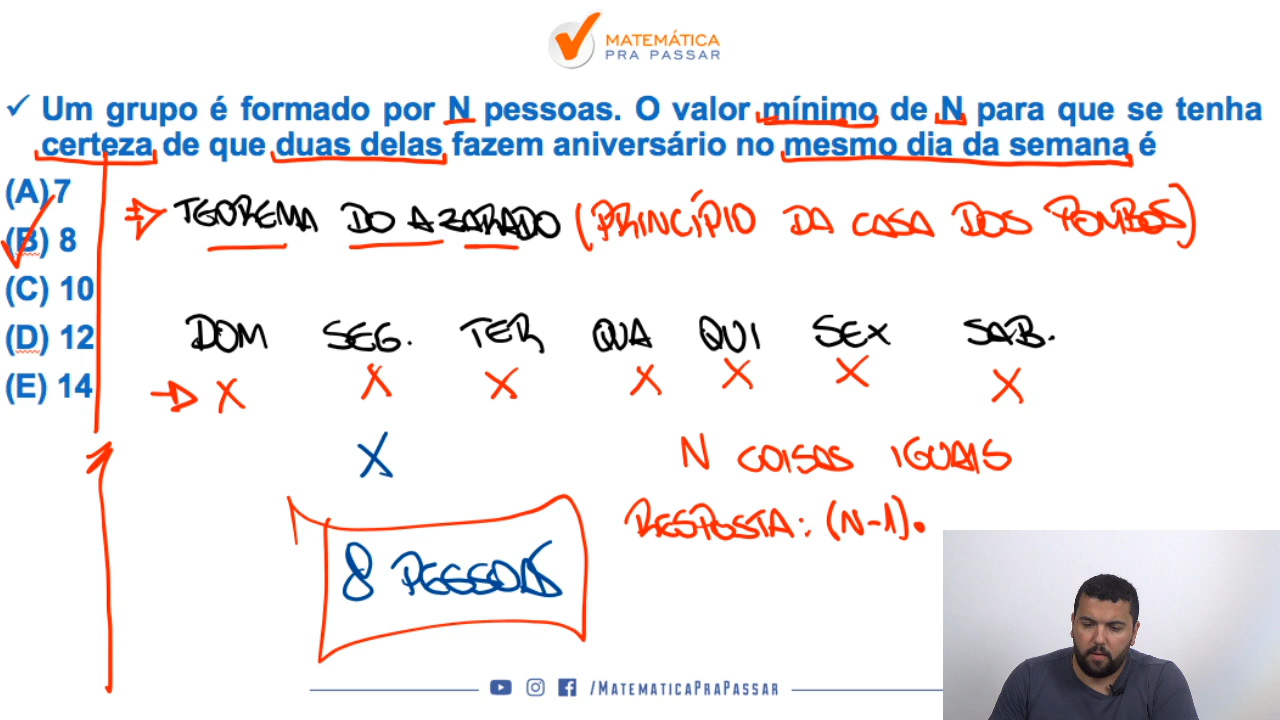 MATEMÁTICA
PRA PASSAR
✓ Um grupo é formado por N pessoas. O valor mínimo de N para que se tenha
certeza de que duas delas fazem aniversário no mesmo dia da semana é
(A) 7
(B) 8
(C) 10
(D) 12
(E) 14
TEOREMA DO AZARADO (PRINCÍPIO DA CASA DOS POMBOS)
DOM SEG. TER QUA QUI SEX SAB.
X X X X X X X
X
N COISAS IGUAIS
RESPOSTA: (N-1).
8 PESSOAS
/MATEMATICAPRAPASSAR